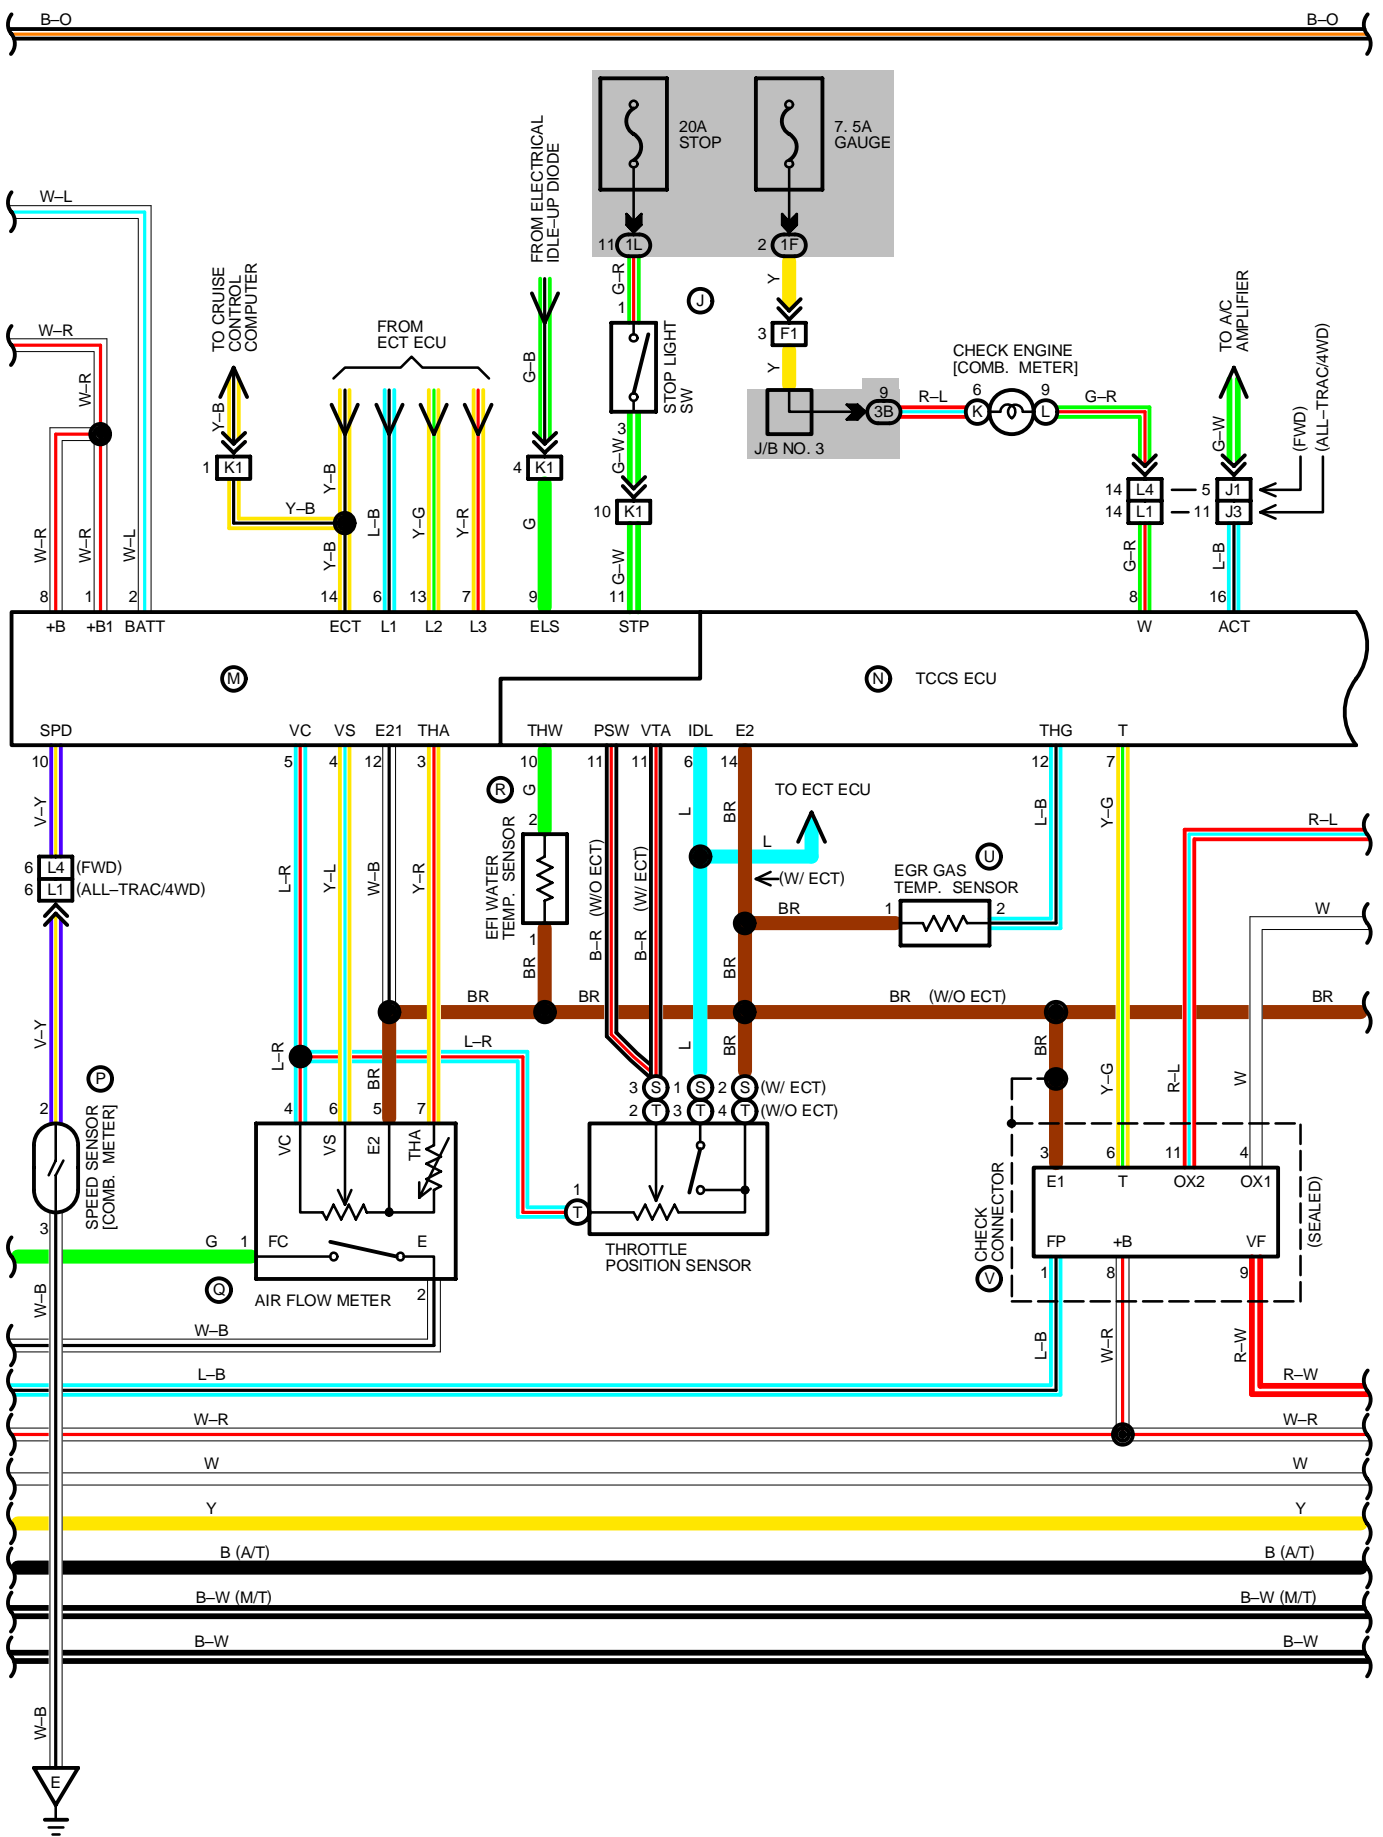 B–O
B–O
20A
STOP
7. 5A
GAUGE
FROM ELECTRICAL
IDLE–UP DIODE
W–L
11
1L
2
1F
G–R
Y
1
J
TO CRUISE
CONTROL
COMPUTER
FROM
ECT ECU
W–R
W–R
3
F1
Y
STOP LIGHT
SW
CHECK ENGINE
[COMB. METER]
TO A/C
AMPLIFIER
(FWD)
(ALL–TRAC/4WD)
G–B
Y–B
9
3B
R–L
6
K
9
L
G–R
J/B NO. 3
3
G–W
G–W
1
K1
4
K1
Y–B
14
L4
5
J1
14
L1
11
J3
10
K1
Y–B
L–B
Y–G
Y–R
G
W–R
W–R
W–L
Y–B
G–W
G–R
L–B
8
1
2
14
6
13
7
9
11
8
16
+B
+B1
BATT
ECT
L1
L2
L3
ELS
STP
W
ACT
M
N
TCCS ECU
SPD
VC
VS
E21
THA
THW
PSW
VTA
IDL
E2
THG
T
10
5
4
12
3
10
11
11
6
14
12
7
R
G
V–Y
TO ECT ECU
L
BR
L–B
Y–G
R–L
2
L
6
L4
(FWD)
6
L1
(ALL–TRAC/4WD)
L–R
Y–L
W–B
Y–R
EFI WATER
TEMP. SENSOR
B–R (W/O ECT)
B–R (W/ ECT)
(W/ ECT)
U
EGR GAS
TEMP. SENSOR
BR
1
2
W
1
BR
BR
BR
BR
BR (W/O ECT)
BR
V–Y
L–R
L–R
BR
L
BR
BR
Y–G
R–L
W
P
3
S
1
S
2
S
(W/ ECT)
2
T
3
T
4
T
(W/O ECT)
2
4
6
5
7
SPEED SENSOR
[COMB. METER]
VC
VS
E2
THA
3
6
11
4
E1
T
OX2
OX1
1
T
3
G
1
FC
E
THROTTLE
POSITION SENSOR
CHECK
CONNECTOR
FP
+B
VF
(SEALED)
V
1
8
9
Q
AIR FLOW METER
2
W–B
W–B
L–B
W–R
R–W
L–B
R–W
W–R
W–R
W
W
Y
Y
B (A/T)
B (A/T)
B–W (M/T)
B–W (M/T)
B–W
B–W
W–B
E